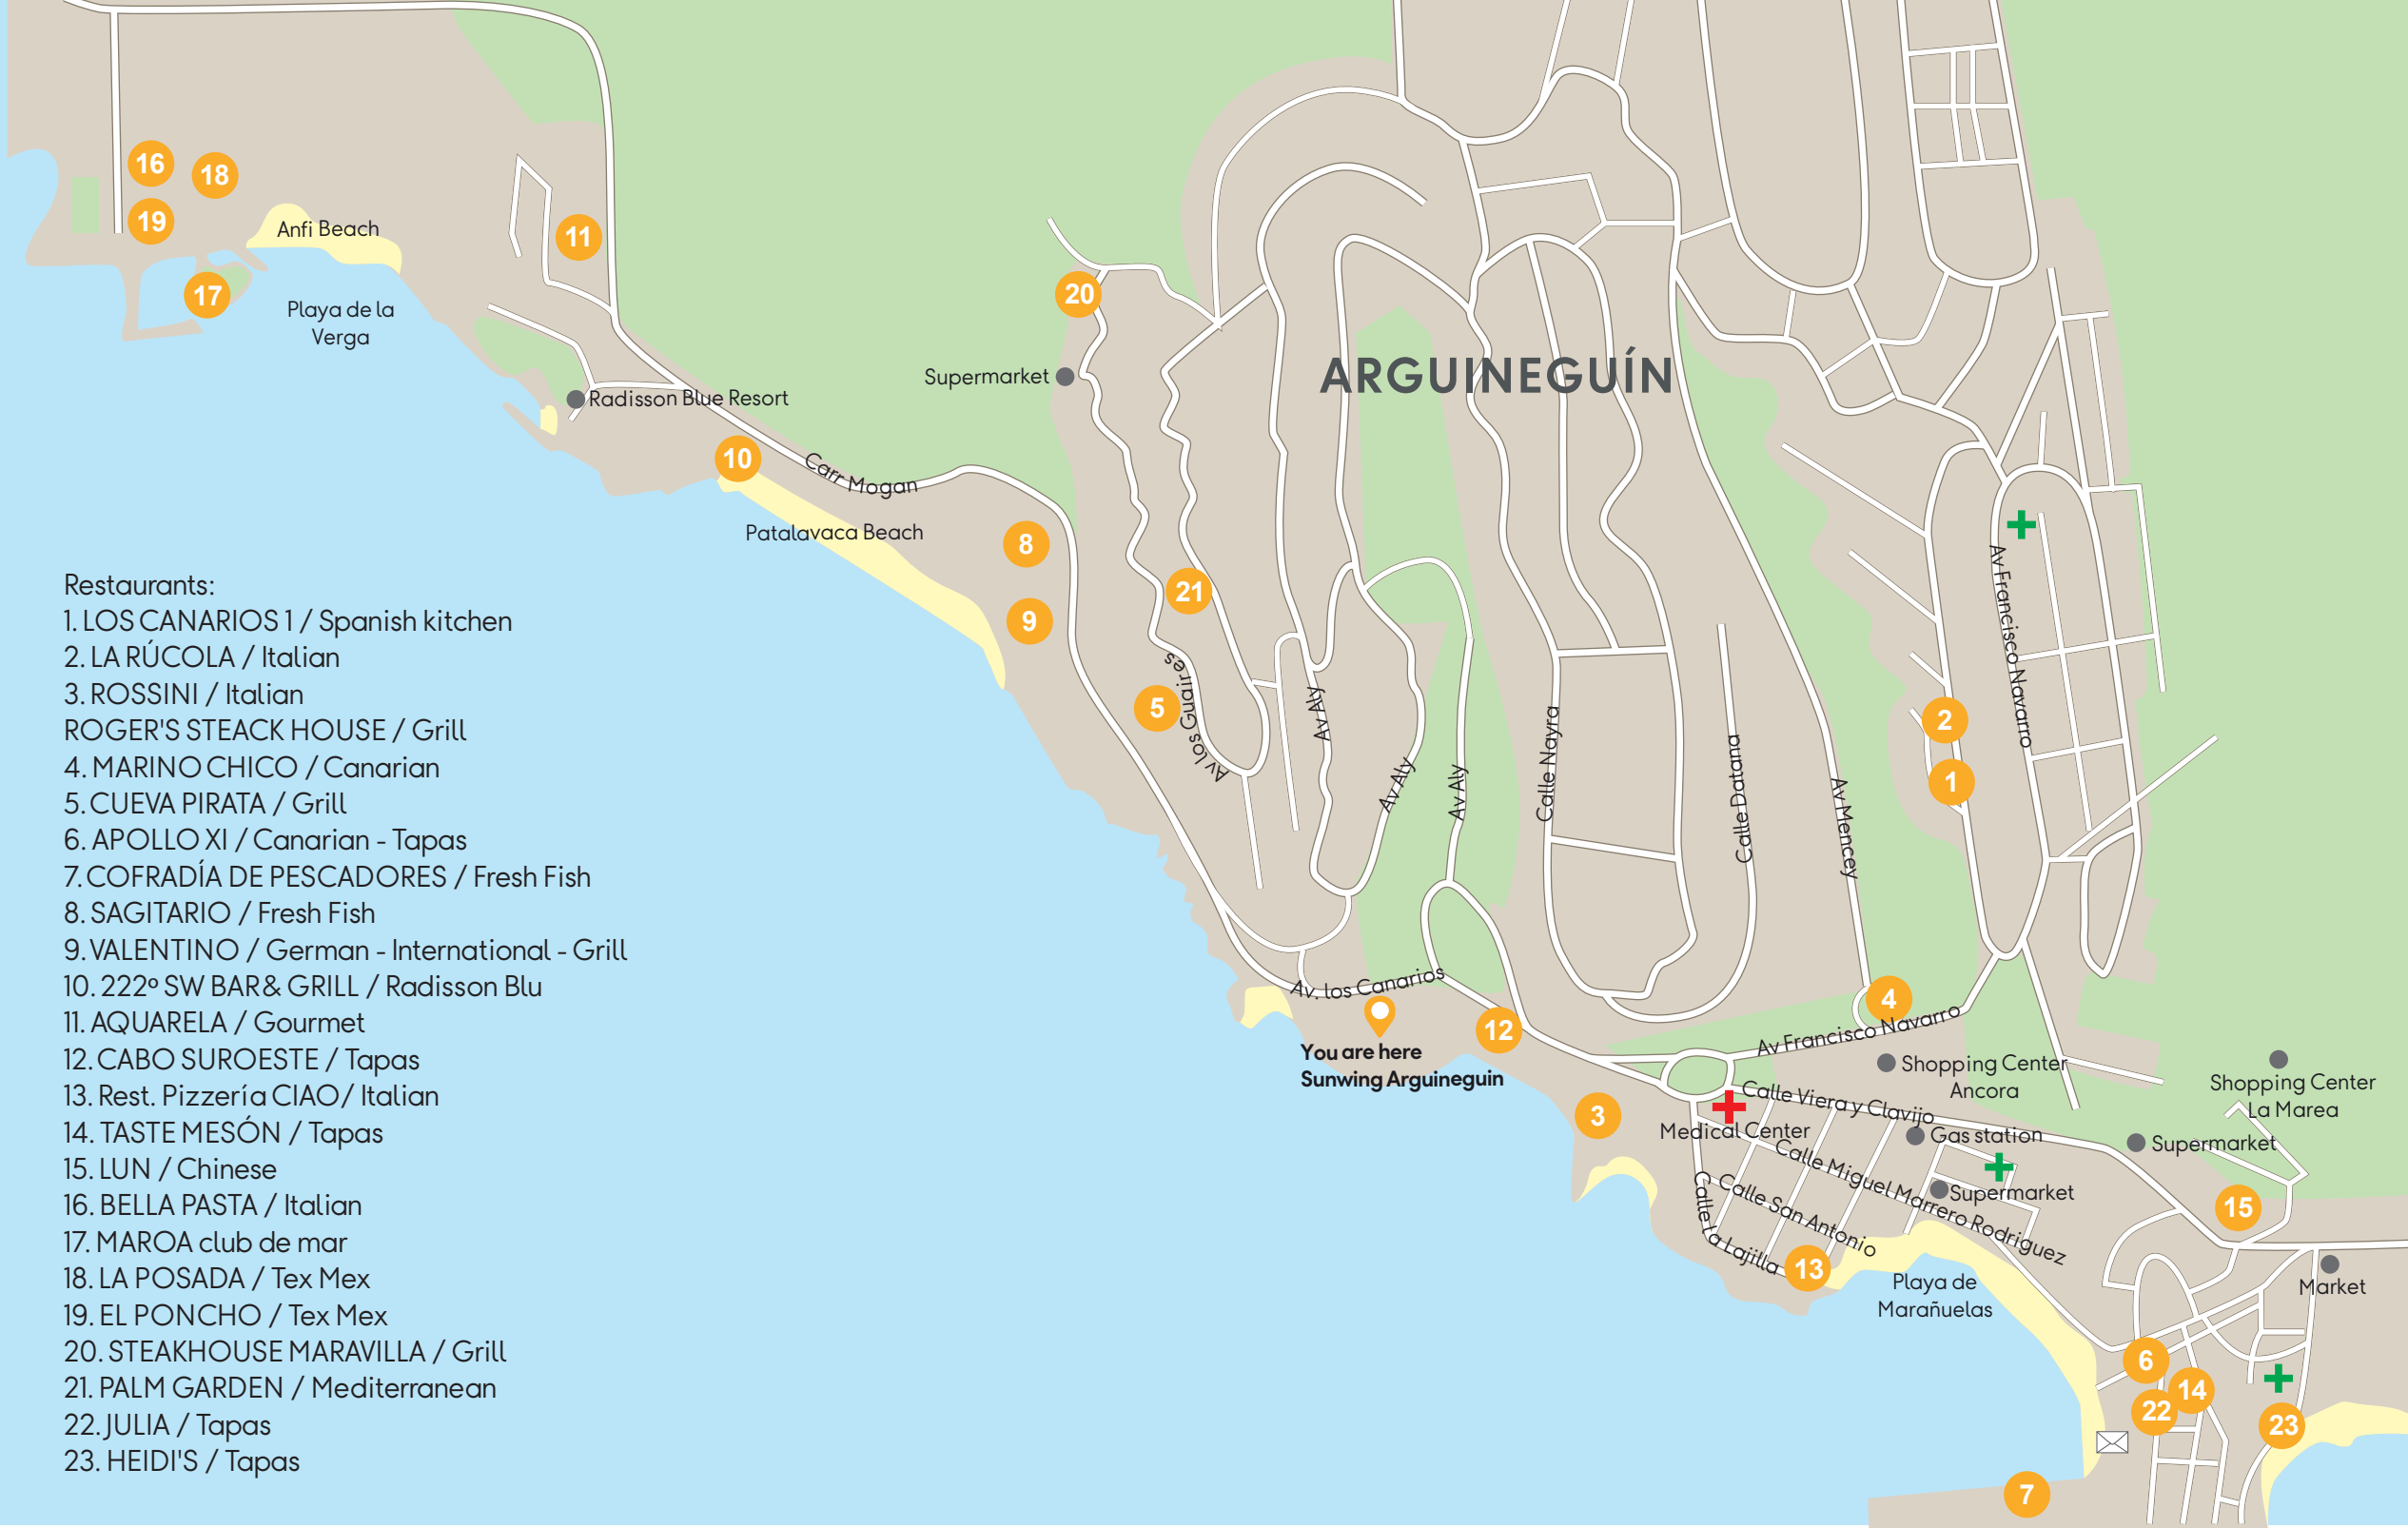 16
18
19
Anfi Beach
11
17
Playa de la
Verga
20
Supermarket
ARGUINEGUÍN
Radisson Blue Resort
10
Carr Mogan
Patalavaca Beach
8
9
21
Av los Guaires
5
Av Aly
Av Aly
Av Aly
Calle Nayra
Calle Datana
Av Mencey
Av Francisco Navarro
2
1
Restaurants:
1. LOS CANARIOS 1 / Spanish kitchen
2. LA RÚCOLA / Italian
3. ROSSINI / Italian
ROGER'S STEACK HOUSE / Grill
4. MARINO CHICO / Canarian
5. CUEVA PIRATA / Grill
6. APOLLO XI / Canarian - Tapas
7. COFRADÍA DE PESCADORES / Fresh Fish
8. SAGITARIO / Fresh Fish
9. VALENTINO / German - International - Grill
10. 222º SW BAR& GRILL / Radisson Blu
11. AQUARELA / Gourmet
12. CABO SUROESTE / Tapas
13. Rest. Pizzería CIAO/ Italian
14. TASTE MESÓN / Tapas
15. LUN / Chinese
16. BELLA PASTA / Italian
17. MAROA club de mar
18. LA POSADA / Tex Mex
19. EL PONCHO / Tex Mex
20. STEAKHOUSE MARAVILLA / Grill
21. PALM GARDEN / Mediterranean
22. JULIA / Tapas
23. HEIDI'S / Tapas
Av. los Canarios
You are here
Sunwing Arguineguin
12
4
Av Francisco Navarro
Shopping Center
Ancora
Shopping Center
La Marea
3
Calle Viera y Clavijo
Medical Center
Gas station
Supermarket
Calle Miguel Marrero Rodriguez
Supermarket
Calle San Antonio
Calle la Lajilla
13
15
Playa de
Marañuelas
Market
6
14
22
23
7